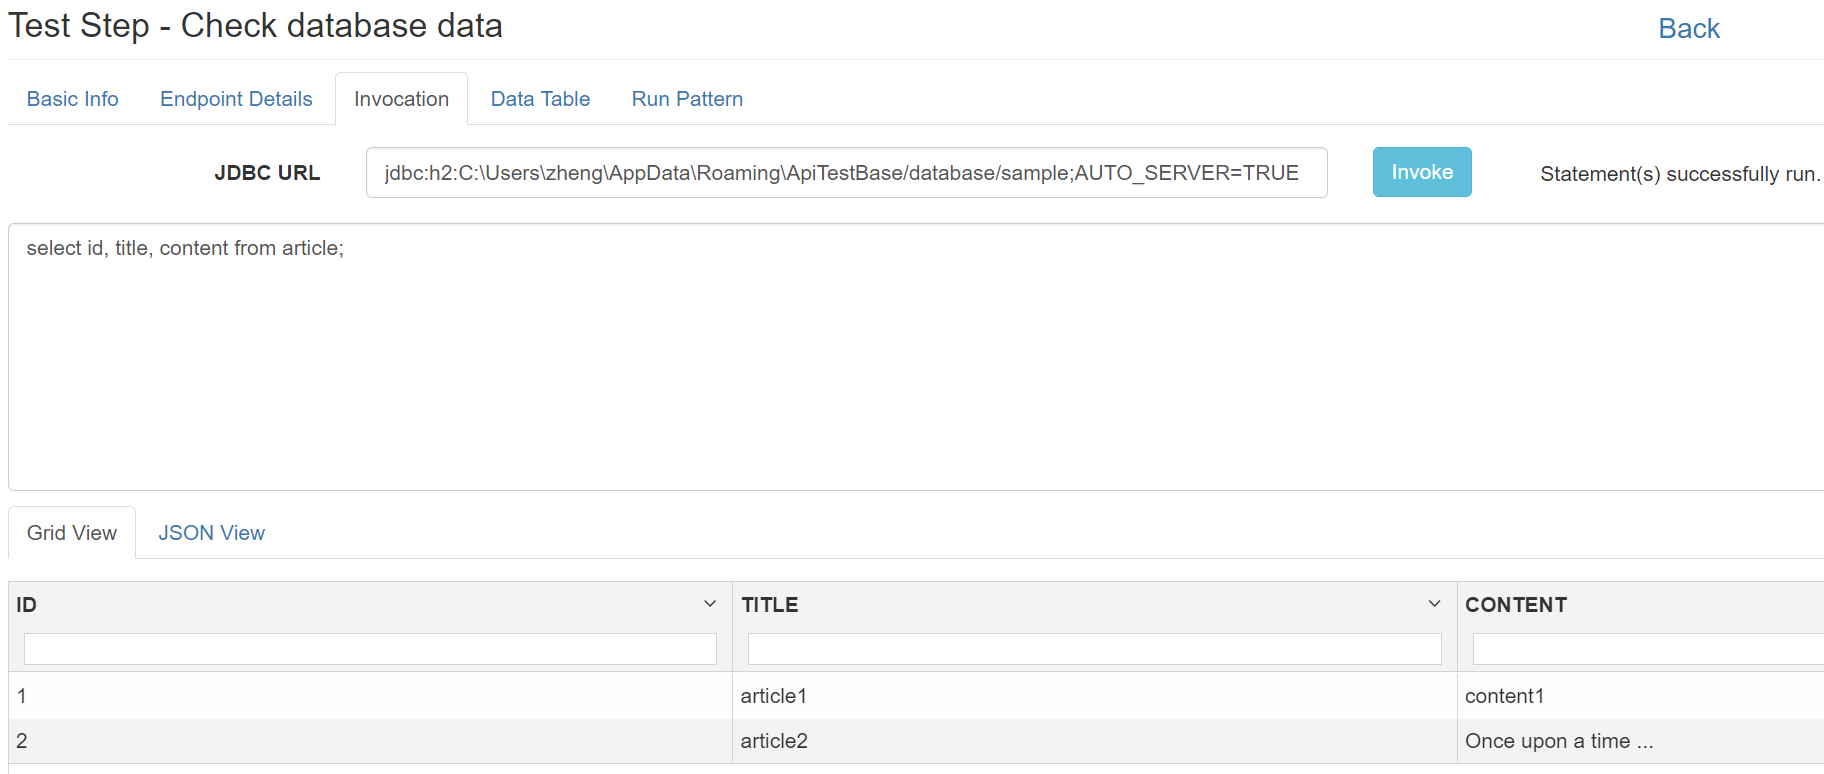 Test Step - Check database data
Back
Basic Info Endpoint Details Invocation Data Table Run Pattern
JDBC URL jdbc:h2:C:\Users\zheng\AppData\Roaming\ApiTestBase/database/sample;AUTO_SERVER=TRUE Invoke Statement(s) successfully run.
select id, title, content from article;
Grid View JSON View
ID TITLE CONTENT
1 article1 content1
2 article2 Once upon a time ...